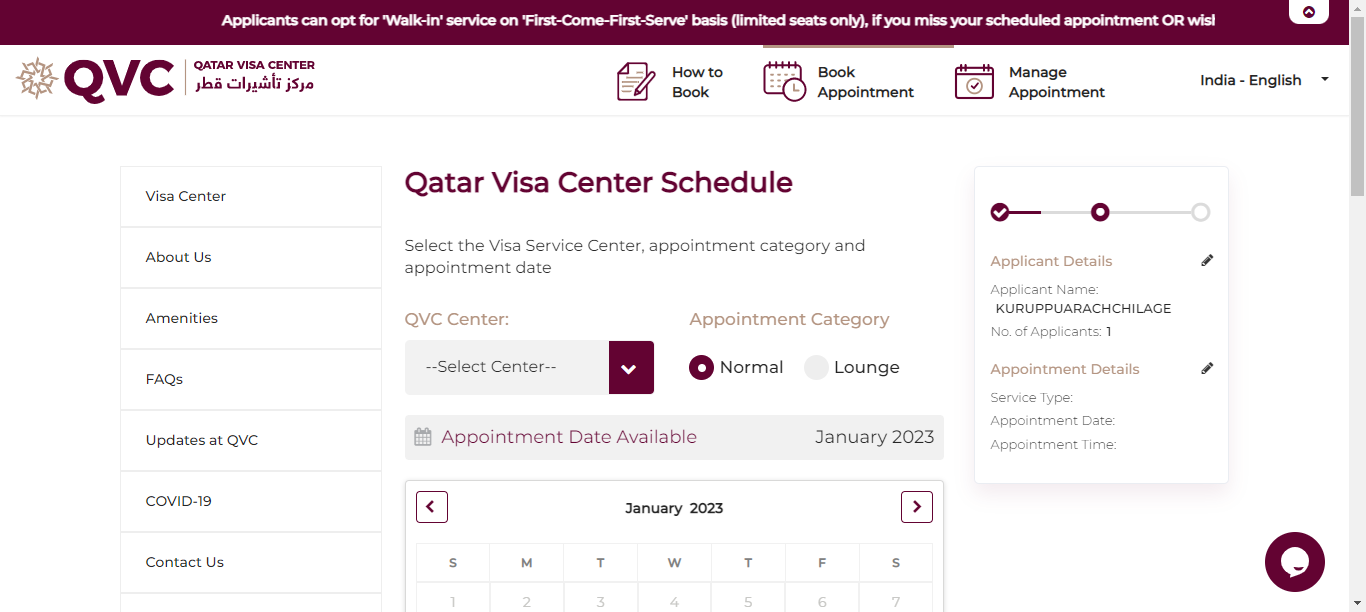 Applicants can opt for 'Walk-in' service on 'First-Come-First-Serve' basis (limited seats only), if you miss your scheduled appointment OR wish
QVC
QATAR VISA CENTER
مركز تأشيرات قطر
How to
Book
Book
Appointment
Manage
Appointment
India - English
Visa Center
About Us
Amenities
FAQs
Updates at QVC
COVID-19
Contact Us
Qatar Visa Center Schedule
Select the Visa Service Center, appointment category and
appointment date
QVC Center:
Appointment Category
--Select Center--
Normal
Lounge
Appointment Date Available
January 2023
January 2023
S M T W T F S
1 2 3 4 5 6 7
Applicant Details
Applicant Name:
KURUPPUARACHCHILAGE
No. of Applicants: 1
Appointment Details
Service Type:
Appointment Date:
Appointment Time: